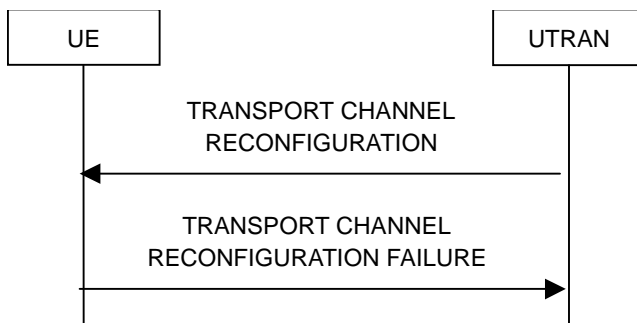 UE
UTRAN
TRANSPORT CHANNEL
RECONFIGURATION
TRANSPORT CHANNEL
RECONFIGURATION FAILURE